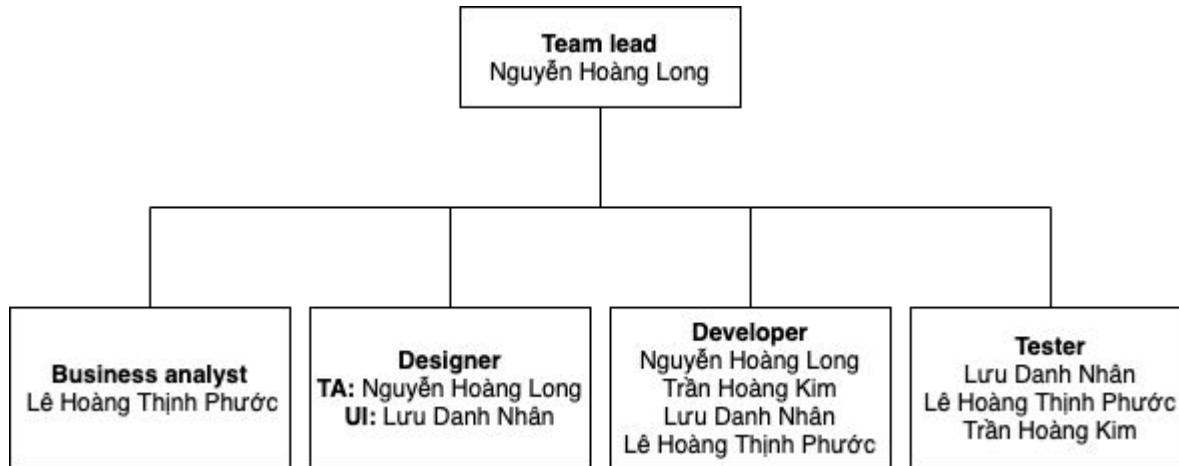 Team lead
Nguyễn Hoàng Long
Business analyst
Lê Hoàng Thịnh Phước
Designer
TA: Nguyễn Hoàng Long
UI: Lưu Danh Nhân
Developer
Nguyễn Hoàng Long
Trần Hoàng Kim
Lưu Danh Nhân
Lê Hoàng Thịnh Phước
Tester
Lưu Danh Nhân
Lê Hoàng Thịnh Phước
Trần Hoàng Kim